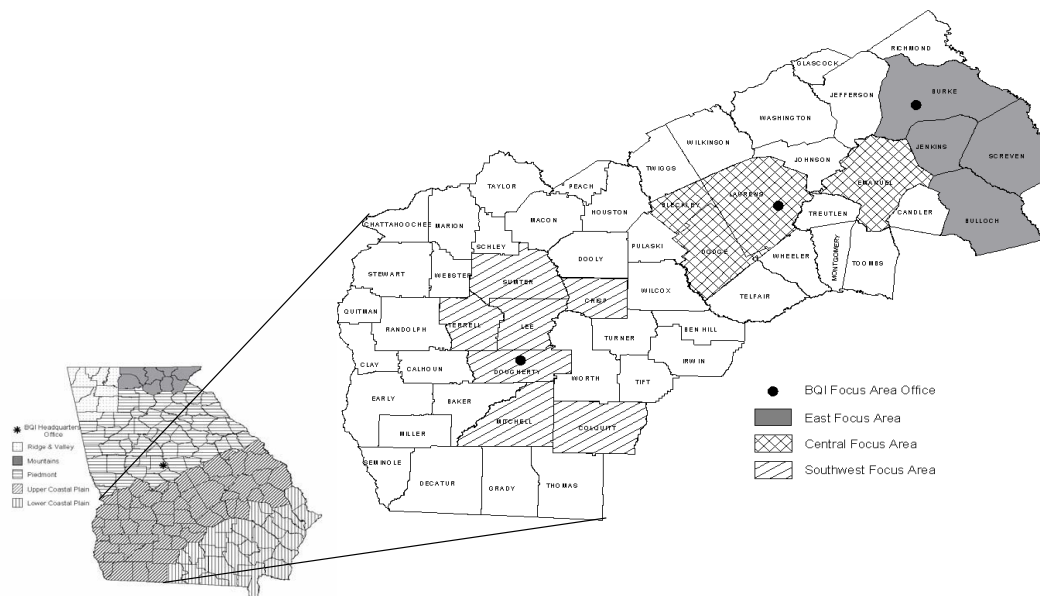 RICHMOND
GLASCOCK
JEFFERSON
BURKE
WASHINGTON
WILKINSON
JENKINS
JOHNSON
SCREVEN
TWIGGS
EMANUEL
TAYLOR
PEACH
LAURENS
BLECKLEY
CANDLER
BULLOCH
CHATTAHOOCHEE
MARION
MACON
HOUSTON
TREUTLEN
SCHLEY
PULASKI
DODGE
WHEELER
MONTGOMERY
TOOMBS
STEWART
WEBSTER
DOOLY
SUMTER
WILCOX
TELFAIR
QUITMAN
CRISP
RANDOLPH
TERRELL
LEE
TURNER
BEN HILL
IRWIN
CLAY
CALHOUN
DOUGHERTY
WORTH
TIFT
EARLY
BAKER
MITCHELL
COLQUITT
MILLER
SEMINOLE
DECATUR
GRADY
THOMAS
BQI Focus Area Office
East Focus Area
Central Focus Area
Southwest Focus Area
BQI Headquarters
Office
Ridge & Valley
Mountains
Piedmont
Upper Coastal Plain
Lower Coastal Plain